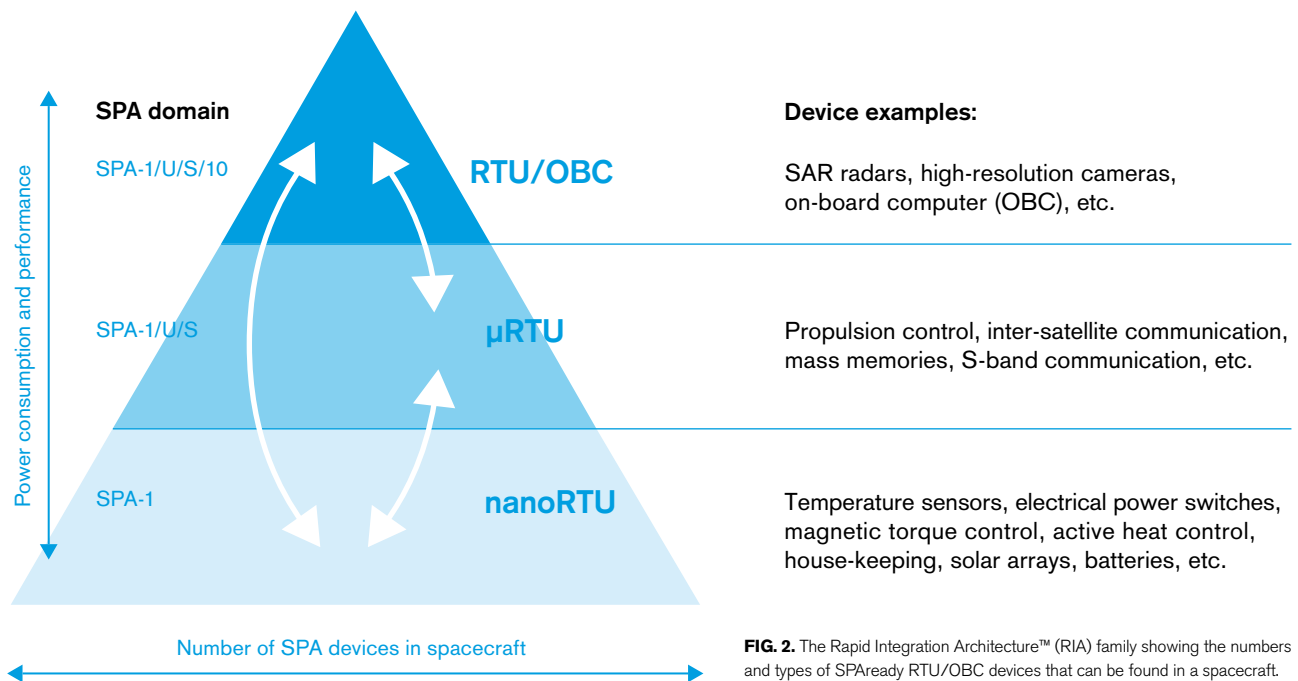 SPA domain
Device examples:
Power consumption and performance
SPA-1/U/S/10
RTU/OBC
SAR radars, high-resolution cameras,
on-board computer (OBC), etc.
SPA-1/U/S
µRTU
Propulsion control, inter-satellite communication,
mass memories, S-band communication, etc.
SPA-1
nanoRTU
Temperature sensors, electrical power switches,
magnetic torque control, active heat control,
house-keeping, solar arrays, batteries, etc.
Number of SPA devices in spacecraft
FIG. 2. The Rapid Integration Architecture™ (RIA) family showing the numbers
and types of SPAready RTU/OBC devices that can be found in a spacecraft.